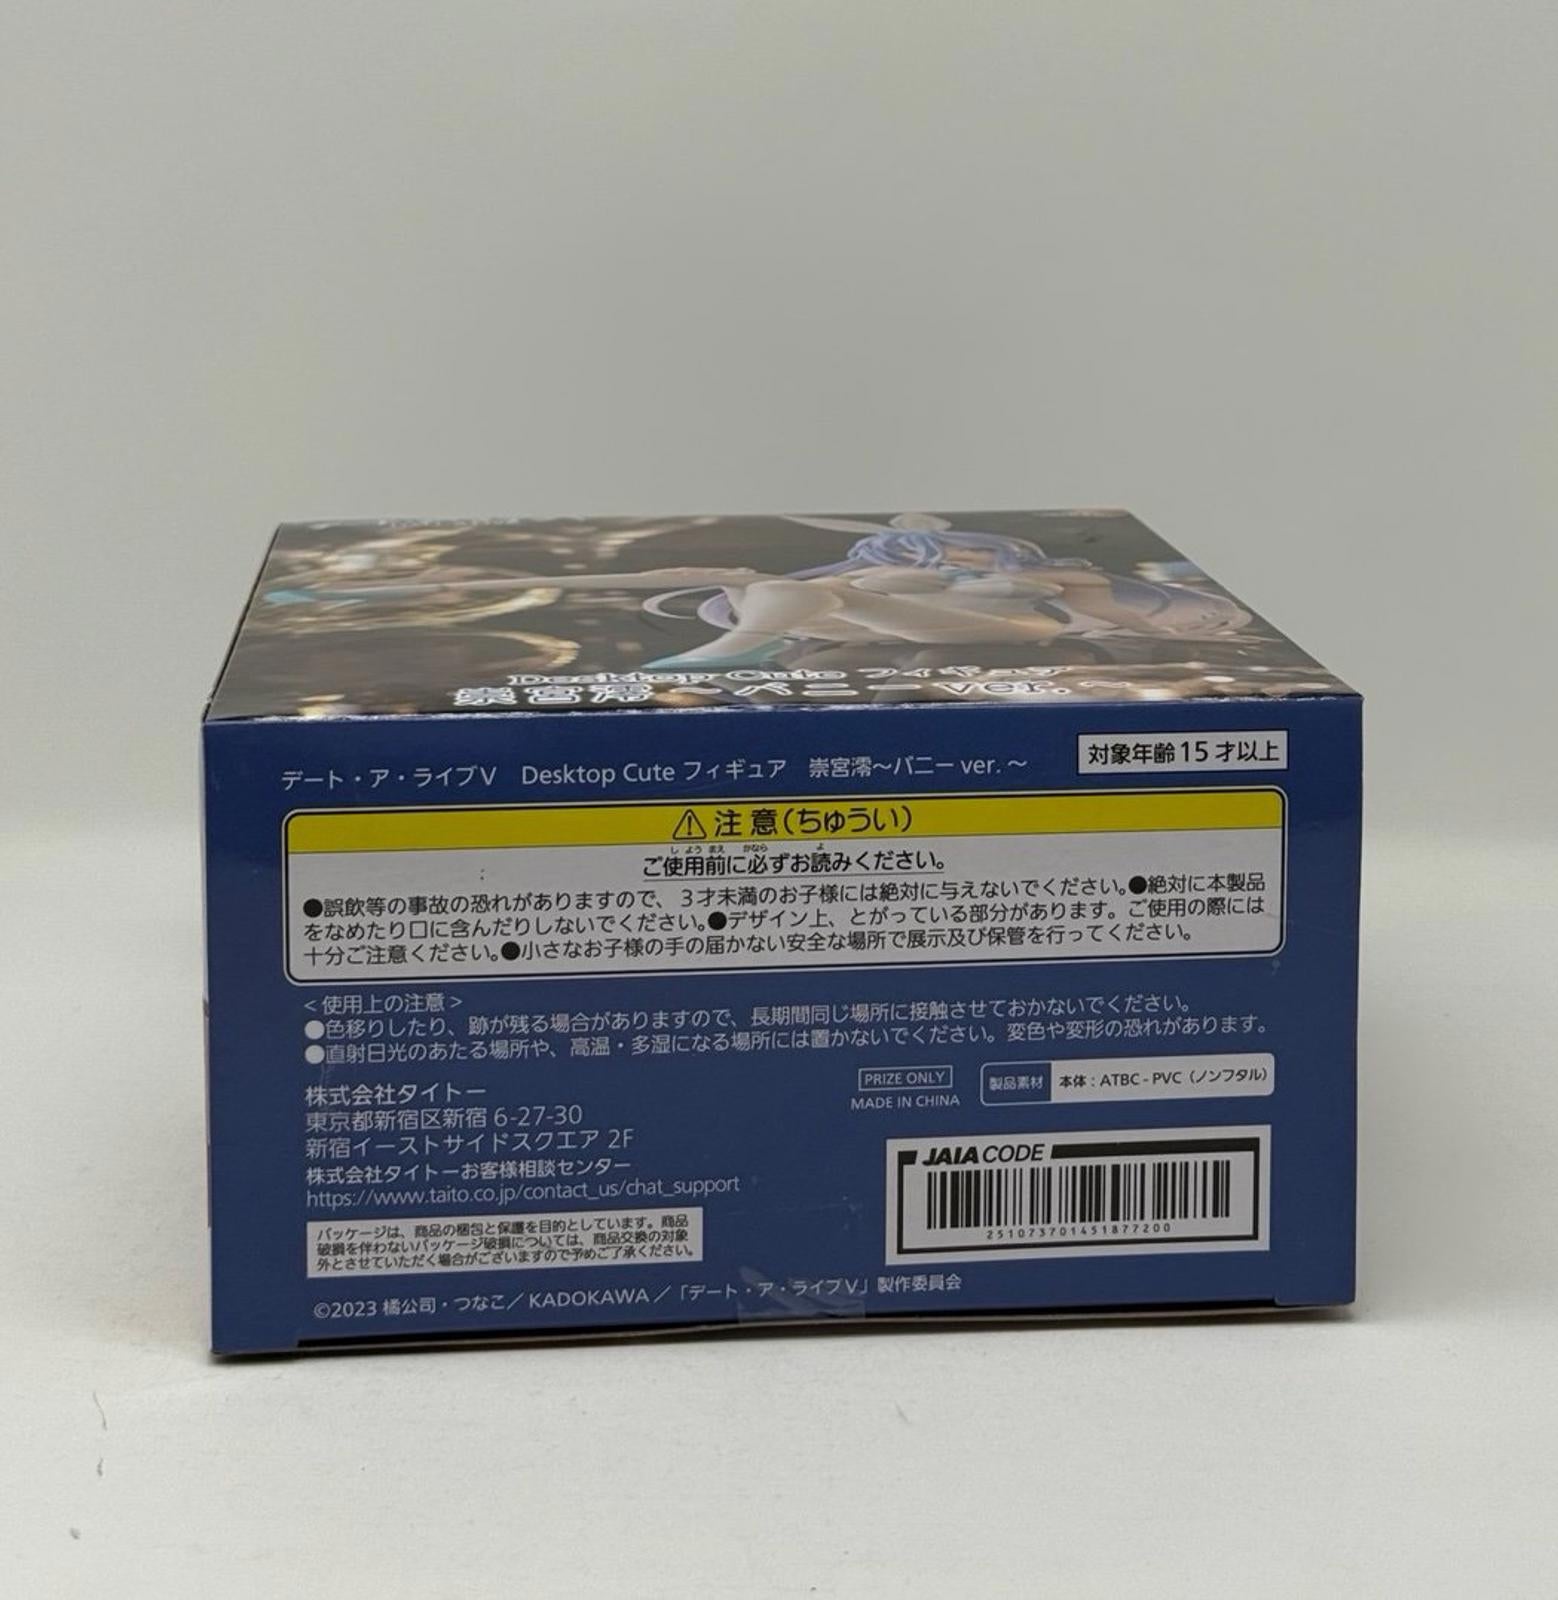 Desktop Cute フィギュア
崇宮澪～バニーver.～
デート・ア・ライブV Desktop Cute フィギュア 崇宮澪～バニー ver.～
対象年齢15才以上
注意(ちゅうい)
ご使用前に必ずお読みください。
●誤飲等の事故の恐れがありますので、3才未満のお子様には絶対に与えないでください。●絶対に本製品
をなめたり口に含んだりしないでください。●デザイン上、とがっている部分があります。ご使用の際には
十分ご注意ください。●小さなお子様の手の届かない安全な場所で展示及び保管を行ってください。
<使用上の注意>
●色移りしたり、跡が残る場合がありますので、長期間同じ場所に接触させておかないでください。
●直射日光のあたる場所や、高温・多湿になる場所には置かないでください。変色や変形の恐れがあります。
株式会社タイトー
東京都新宿区新宿 6-27-30
新宿イーストサイドスクエア 2F
株式会社タイトーお客様相談センター
https://www.taito.co.jp/contact_us/chat_support
PRIZE ONLY
MADE IN CHINA
製品素材 本体：ATBC-PVC (ノンフタル)
JAIA CODE
251073701451877200
パッケージは、商品の梱包と保護を目的としています。商品
破損を伴わないパッケージ破損については、商品交換の対象
外とさせていただく場合がございますので予めご了承ください。
©2023 橘公司・つなこ／KADOKAWA／「デート・ア・ライブV」製作委員会